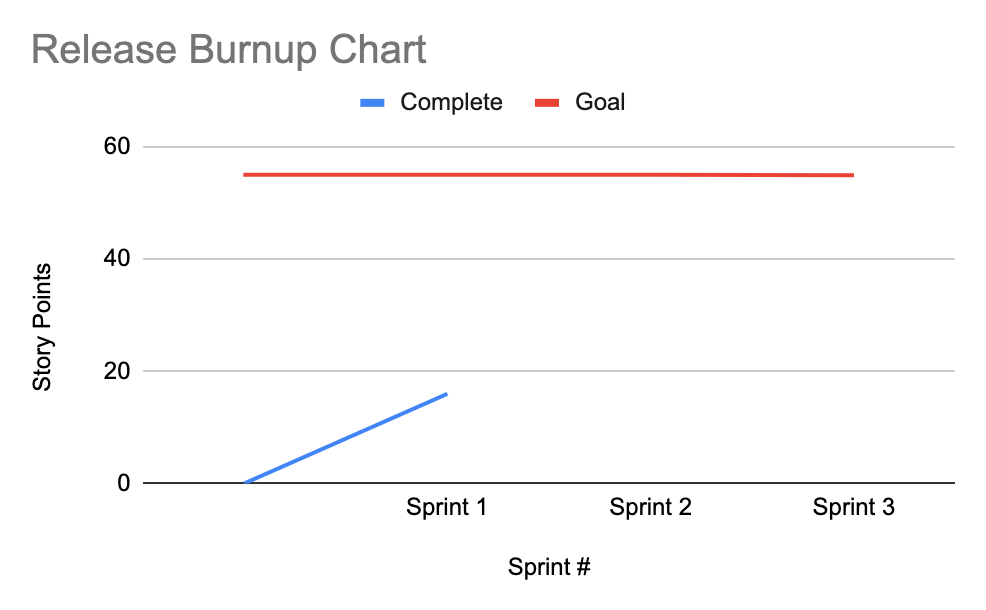 Release Burnup Chart
Complete Goal
60
40
20
0
Story Points
Sprint 1 Sprint 2 Sprint 3
Sprint #